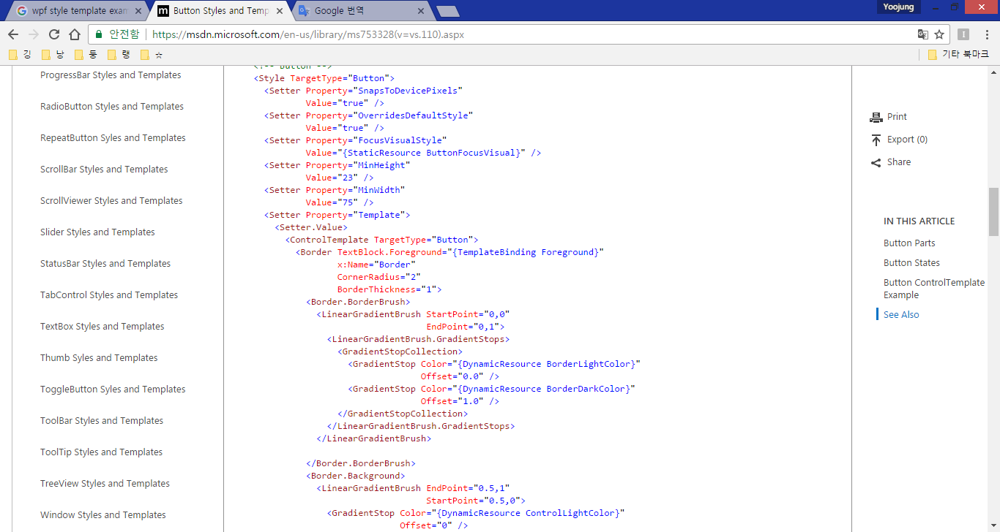 wpf style template exam
Button Styles and Temp
Google 번역
Yoojung
안전함
https://msdn.microsoft.com/en-us/library/ms753328(v=vs.110).aspx
깅
낭
둥
랭
☆
기타 북마크
ProgressBar Styles and Templates
RadioButton Styles and Templates
RepeatButton Syles and Templates
ScrollBar Styles and Templates
ScrollViewer Styles and Templates
Slider Styles and Templates
StatusBar Styles and Templates
TabControl Styles and Templates
TextBox Styles and Templates
Thumb Syles and Templates
ToggleButton Syles and Templates
ToolBar Styles and Templates
ToolTip Styles and Templates
TreeView Styles and Templates
Window Styles and Templates
<!-- Button -->
<Style TargetType="Button">
<Setter Property="SnapsToDevicePixels"
Value="true" />
<Setter Property="OverridesDefaultStyle"
Value="true" />
<Setter Property="FocusVisualStyle"
Value="{StaticResource ButtonFocusVisual}" />
<Setter Property="MinHeight"
Value="23" />
<Setter Property="MinWidth"
Value="75" />
<Setter Property="Template">
<Setter.Value>
<ControlTemplate TargetType="Button">
<Border TextBlock.Foreground="{TemplateBinding Foreground}"
x:Name="Border"
CornerRadius="2"
BorderThickness="1">
<Border.BorderBrush>
<LinearGradientBrush StartPoint="0,0"
EndPoint="0,1">
<LinearGradientBrush.GradientStops>
<GradientStopCollection>
<GradientStop Color="{DynamicResource BorderLightColor}"
Offset="0.0" />
<GradientStop Color="{DynamicResource BorderDarkColor}"
Offset="1.0" />
</GradientStopCollection>
</LinearGradientBrush.GradientStops>
</LinearGradientBrush>
</Border.BorderBrush>
<Border.Background>
<LinearGradientBrush EndPoint="0.5,1"
StartPoint="0.5,0">
<GradientStop Color="{DynamicResource ControlLightColor}"
Offset="0" />
Print
Export (0)
Share
IN THIS ARTICLE
Button Parts
Button States
Button ControlTemplate
Example
See Also